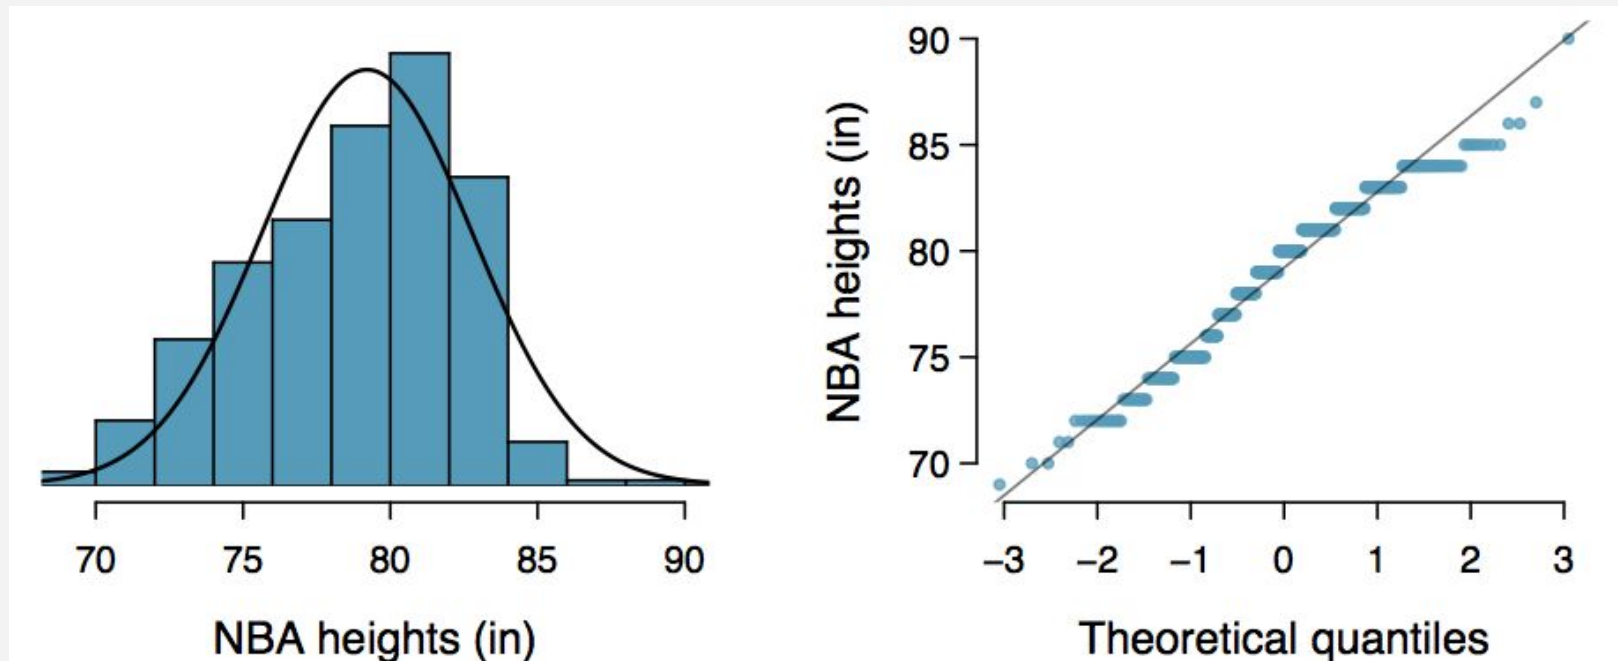 70 75 80 85 90
NBA heights (in)
90
85
80
75
70
NBA heights (in)
−3 −2 −1 0 1 2 3
Theoretical quantiles